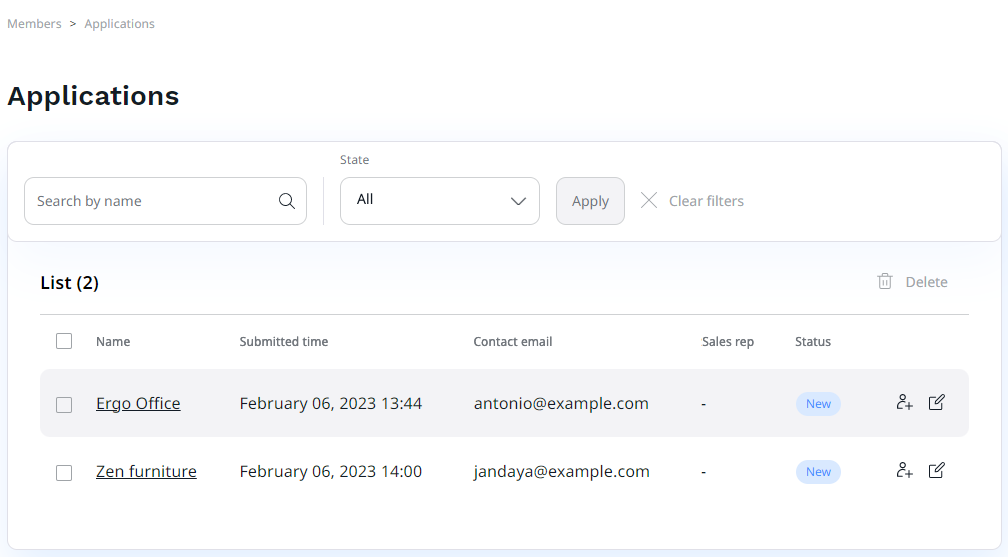 Members > Applications
Applications
State
Search by name All Apply Clear filters
List (2) Delete
Name Submitted time Contact email Sales rep Status
Ergo Office February 06, 2023 13:44 antonio@example.com - New
Zen furniture February 06, 2023 14:00 jandaya@example.com - New